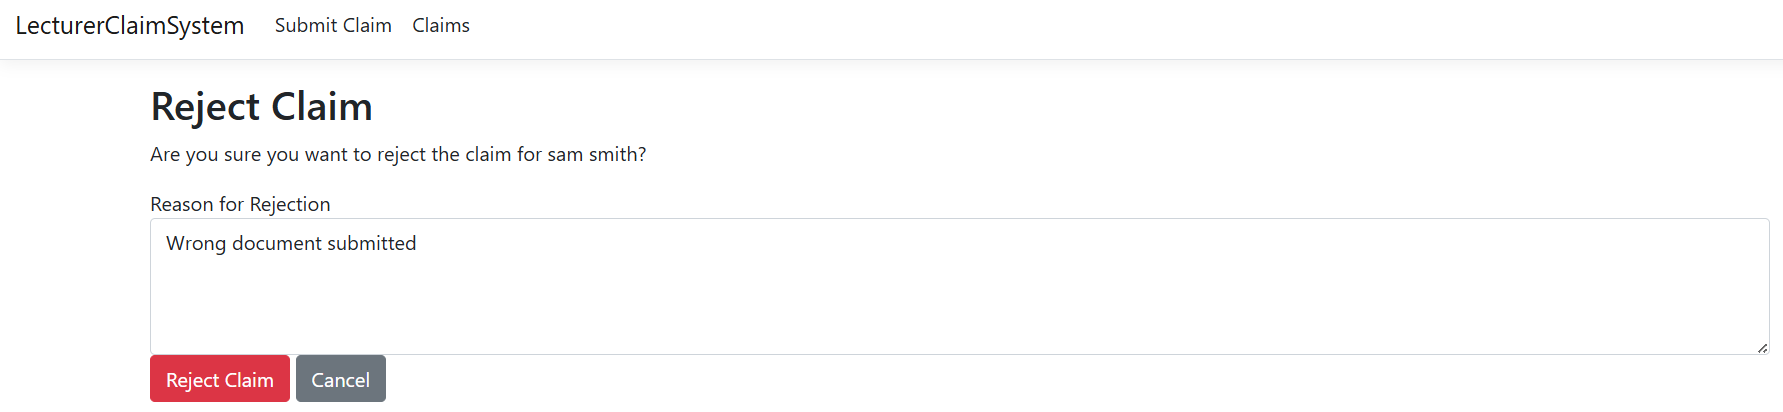 LecturerClaimSystem Submit Claim Claims
Reject Claim
Are you sure you want to reject the claim for sam smith?
Reason for Rejection
Wrong document submitted
Reject Claim Cancel